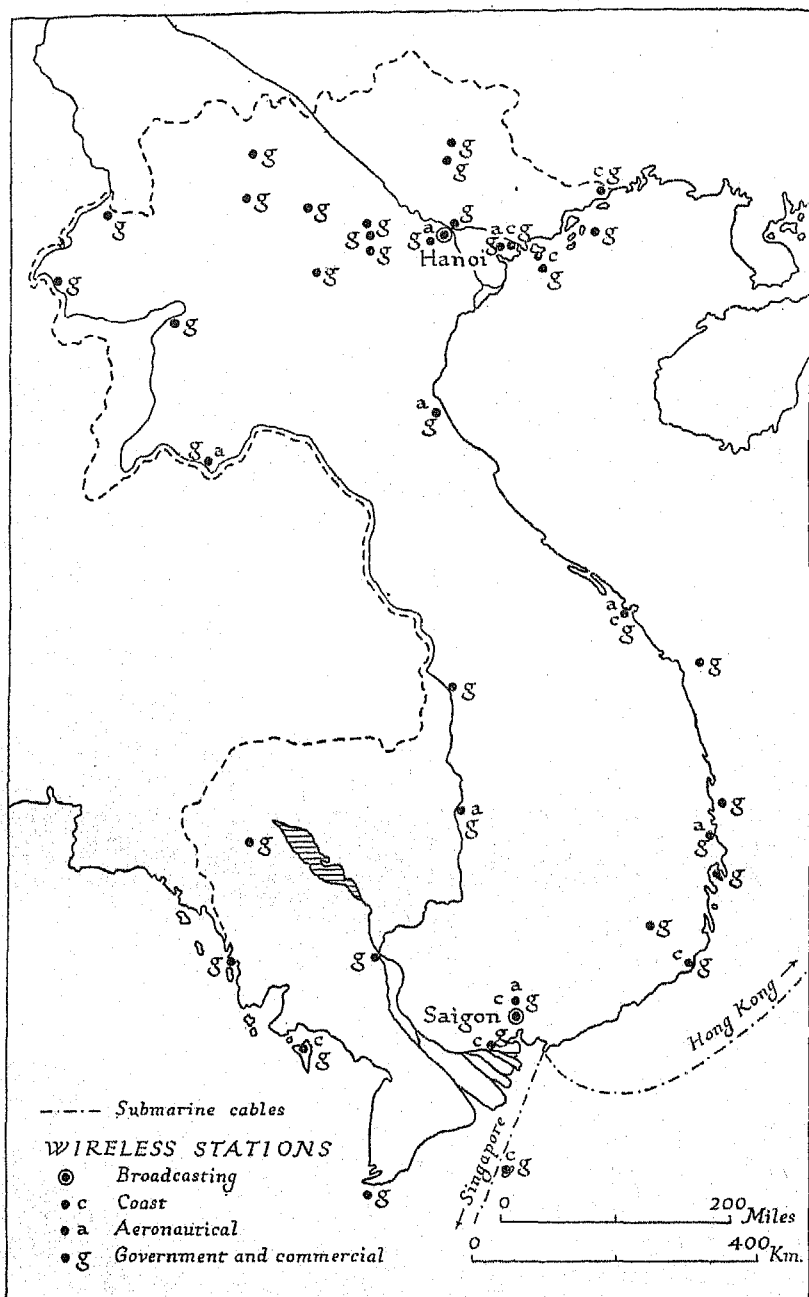 g
g
g
c g
g
g
g
g
g
a
g
g
g
g
a c g
g
g
Hanoi
c
g
g
g
g
a
g
g a
a
c
g
g
g
g
a
g
a
g
g
g
g
g
c
g
g
g
a
c
g
Saigon
c g
c
g
Hong Kong
Submarine cables
WIRELESS STATIONS
Broadcasting
c Coast
a Aeronautical
g Government and commercial
g
Singapore
c
g
0 200
Miles
0 400
Km.